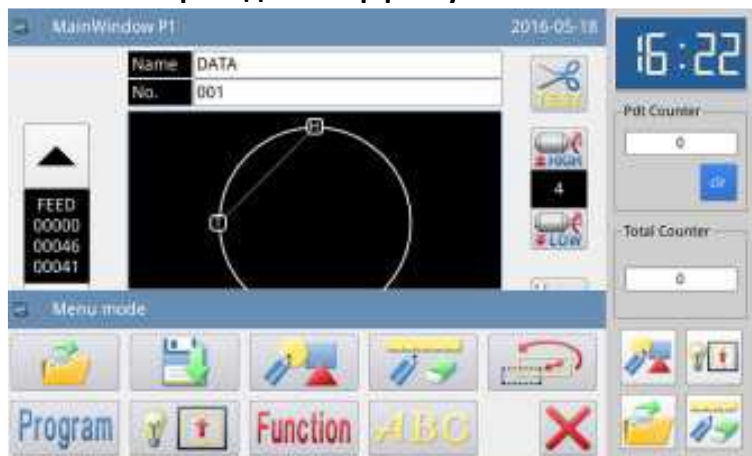 MainWindow P1 2016-05-18
16:22
Name DATA
No. 001
H
T
HIGH
4
LOW
FEED
00000
00046
00041
Pdt Counter
0
clr
Total Counter
0
Menu mode
Program
Function
ABC